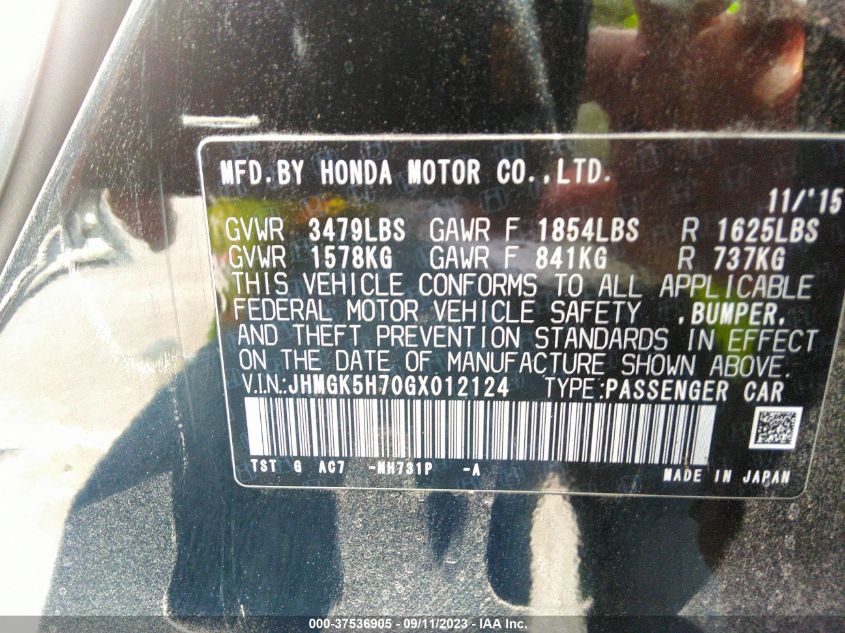 MFD.BY HONDA MOTOR CO.,LTD.
11/'15
GVWR 3479LBS GAWR F 1854LBS R 1625LBS
GVWR 1578KG GAWR F 841KG R 737KG
THIS VEHICLE CONFORMS TO ALL APPLICABLE
FEDERAL MOTOR VEHICLE SAFETY ,BUMPER,
AND THEFT PREVENTION STANDARDS IN EFFECT
ON THE DATE OF MANUFACTURE SHOWN ABOVE.
V.I.N.:JHMGK5H70GX012124 TYPE:PASSENGER CAR
TST G AC7 -NH731P -A
MADE IN JAPAN
000-37536905 - 09/11/2023 - IAA Inc.